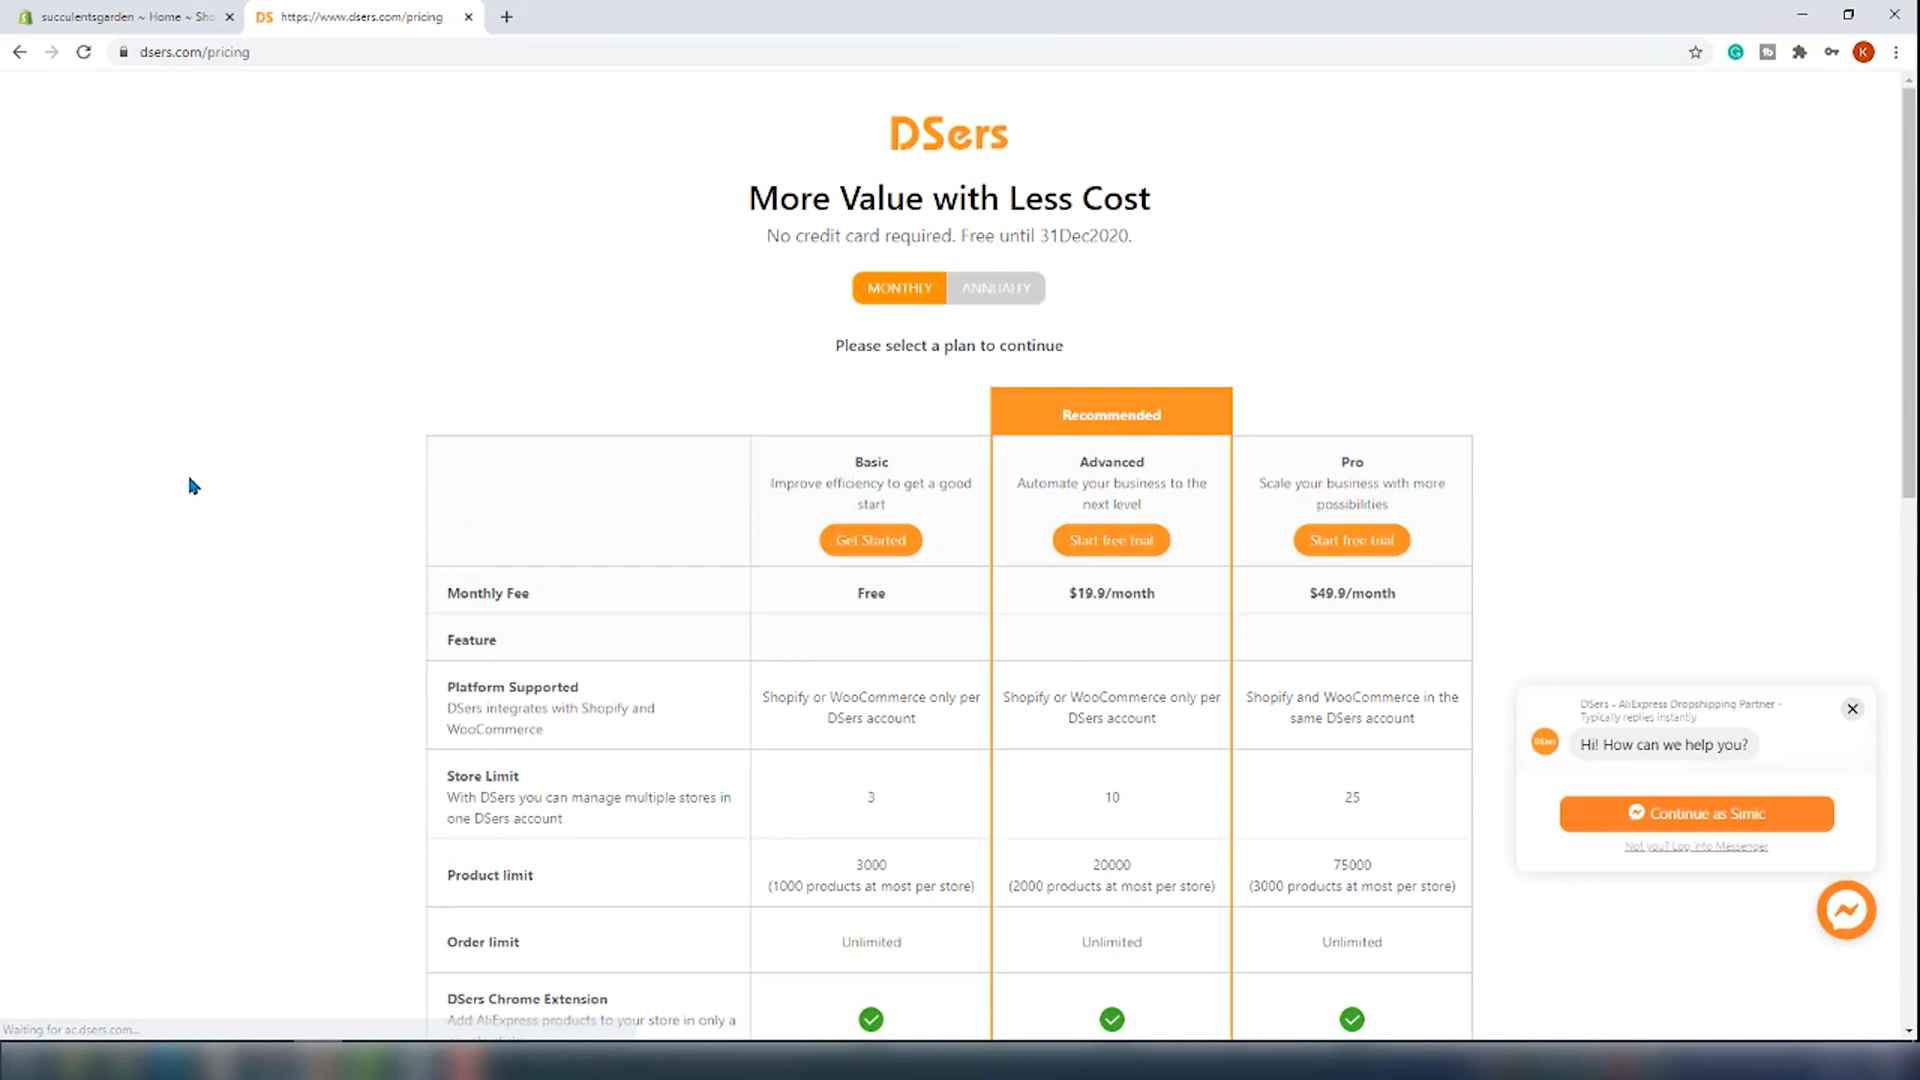 succulentsgarden ~ Home ~ Sho
https://www.dsers.com/pricing
dsers.com/pricing
DSers
More Value with Less Cost
No credit card required. Free until 31Dec2020.
MONTHLY ANNUALLY
Please select a plan to continue
Recommended
Basic
Improve efficiency to get a good
start
Get Started
Advanced
Automate your business to the
next level
Start free trial
Pro
Scale your business with more
possibilities
Start free trial
Monthly Fee Free $19.9/month $49.9/month
Feature
Platform Supported
DSers integrates with Shopify and
WooCommerce
Shopify or WooCommerce only per
DSers account
Shopify or WooCommerce only per
DSers account
Shopify and WooCommerce in the
same DSers account
Store Limit
With DSers you can manage multiple stores in
one DSers account
3 10 25
Product limit
3000
(1000 products at most per store)
20000
(2000 products at most per store)
75000
(3000 products at most per store)
Order limit Unlimited Unlimited Unlimited
DSers Chrome Extension
Add AliExpress products to your store in only a
DSers - AliExpress Dropshipping Partner ·
Typically replies instantly
DSers
Hi! How can we help you?
Continue as Simic
Not you? Log into Messenger
Waiting for ac.dsers.com...
K